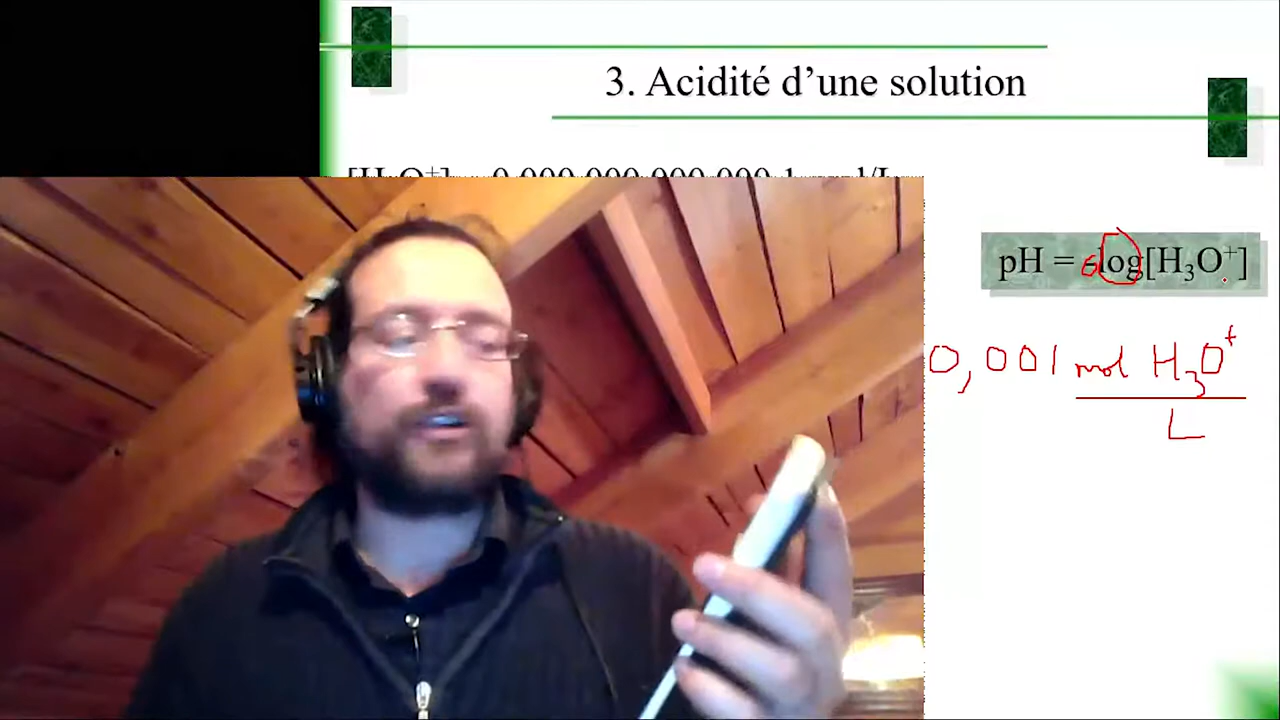 3. Acidité d’une solution
pH = -log[H₃O⁺]
0,001 mol H₃O⁺
L